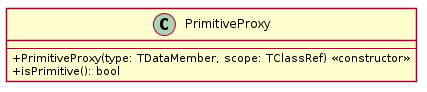 C PrimitiveProxy
+PrimitiveProxy(type: TDataMember, scope: TClassRef) «constructor»
+isPrimitive(): bool